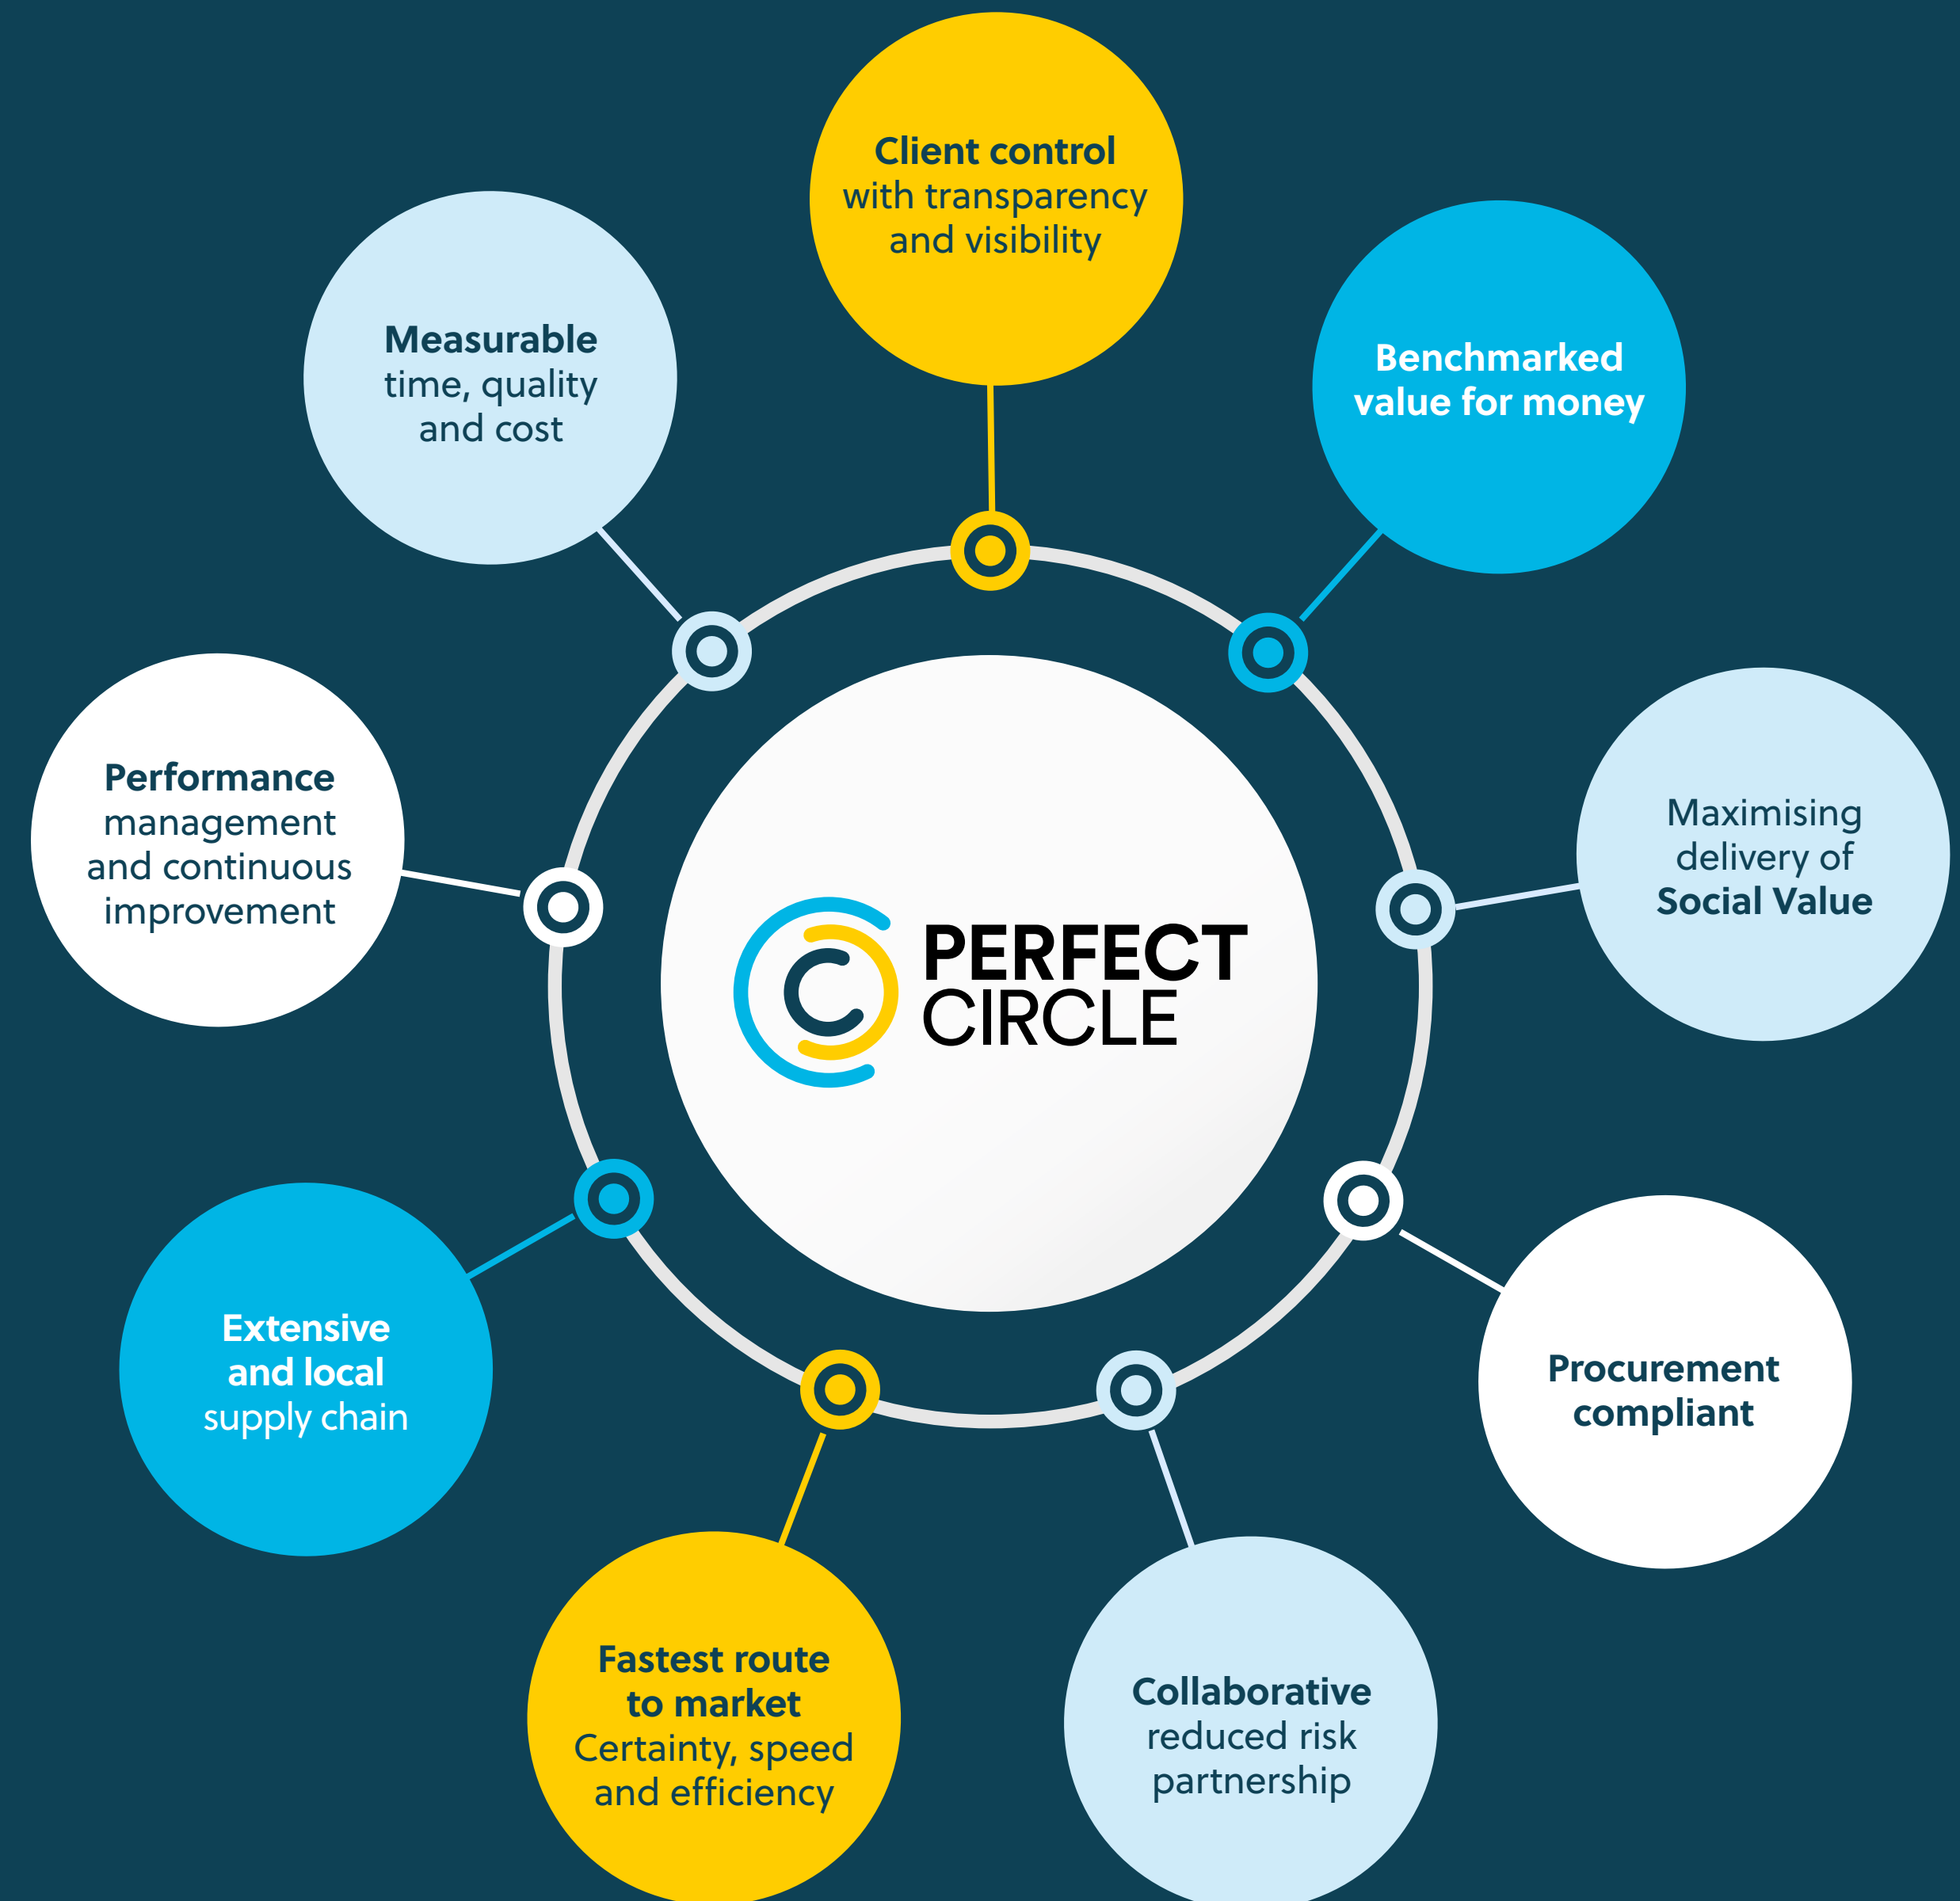 Client control
with transparency
and visibility
Benchmarked
value for money
Maximising
delivery of
Social Value
Procurement
compliant
Collaborative
reduced risk
partnership
Fastest route
to market
Certainty, speed
and efficiency
Extensive
and local
supply chain
Performance
management
and continuous
improvement
Measurable
time, quality
and cost
PERFECT
CIRCLE